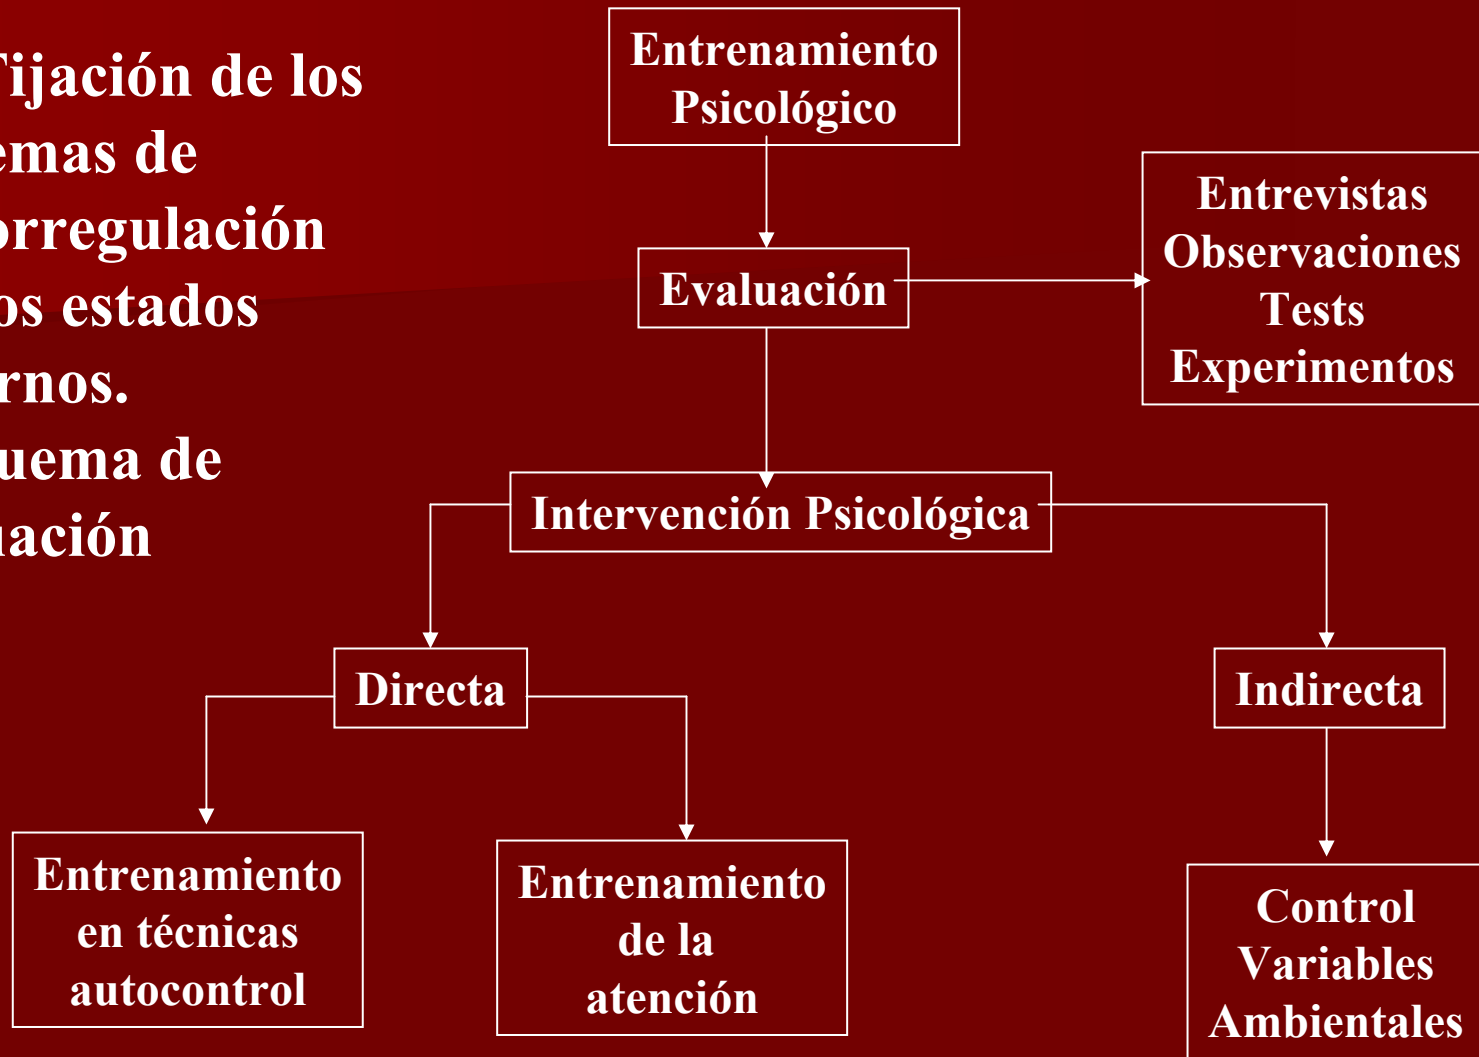 Fijación de los
emas de
orregulación
os estados
rnos.
uema de
uación
Entrenamiento
Psicológico
Evaluación
Entrevistas
Observaciones
Tests
Experimentos
Intervención Psicológica
Directa
Indirecta
Entrenamiento
en técnicas
autocontrol
Entrenamiento
de la
atención
Control
Variables
Ambientales